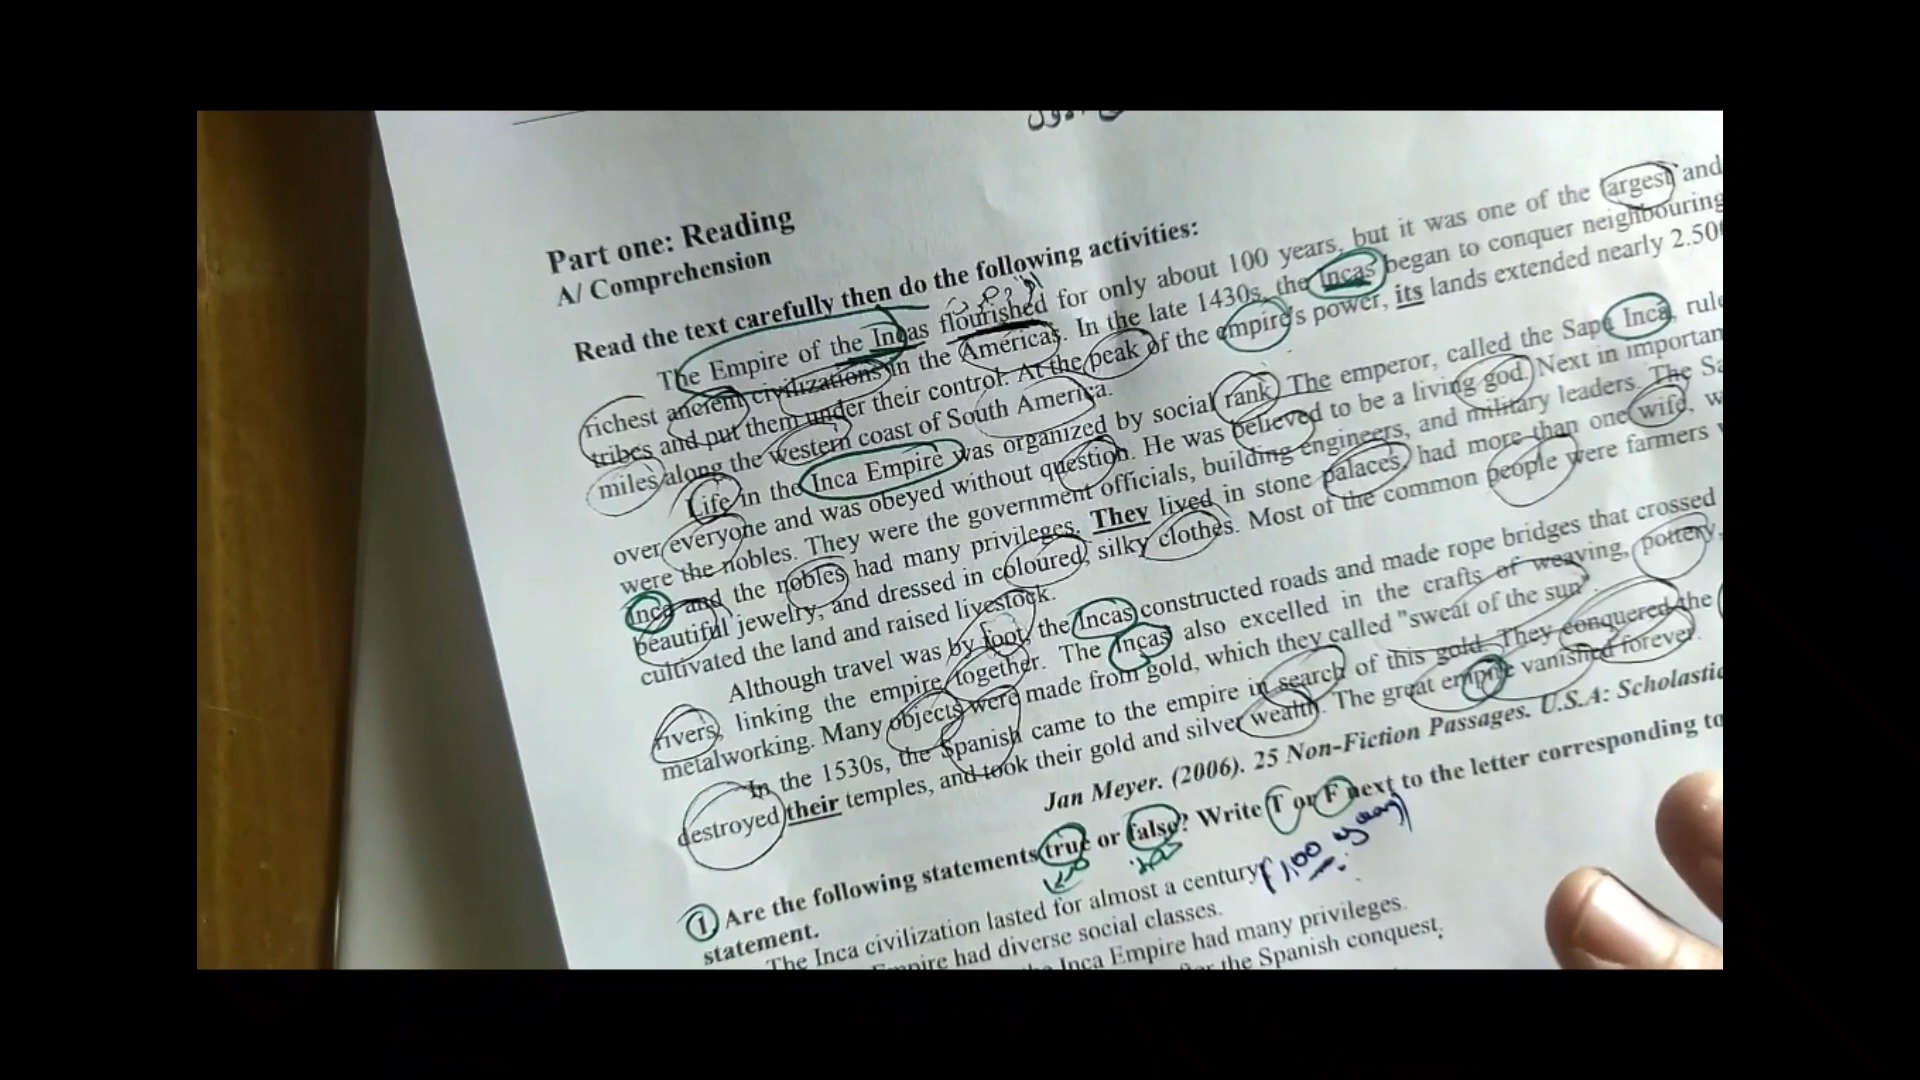 Part one: Reading
A/ Comprehension
Read the text carefully then do the following activities:
The Empire of the Incas flourished for only about 100 years, but it was one of the largest and
richest ancient civilizations in the Americas. In the late 1430s, the Incas began to conquer neighbouring
tribes and put them under their control. At the peak of the empire's power, its lands extended nearly 2.50
miles along the western coast of South America.
Life in the Inca Empire was organized by social rank. The emperor, called the Sapa Inca, rule
over everyone and was obeyed without question. He was believed to be a living god. Next in importan
were the nobles. They were the government officials, building engineers, and military leaders. The Sa
Inca and the nobles had many privileges. They lived in stone palaces, had more than one wife, w
beautiful jewelry, and dressed in coloured, silky clothes. Most of the common people were farmers
cultivated the land and raised livestock.
Although travel was by foot, the Incas constructed roads and made rope bridges that crossed
rivers, linking the empire together. The Incas also excelled in the crafts of weaving, pottery,
metalworking. Many objects were made from gold, which they called "sweat of the sun".
In the 1530s, the Spanish came to the empire in search of this gold. They conquered the
destroyed their temples, and took their gold and silver wealth. The great empire vanished forever.
Jan Meyer. (2006). 25 Non-Fiction Passages. U.S.A: Scholastic
1 Are the following statements true or false? Write T or F next to the letter corresponding to
statement.
The Inca civilization lasted for almost a century (100 years)
Empire had diverse social classes.
Inca Empire had many privileges.
the Spanish conquest.